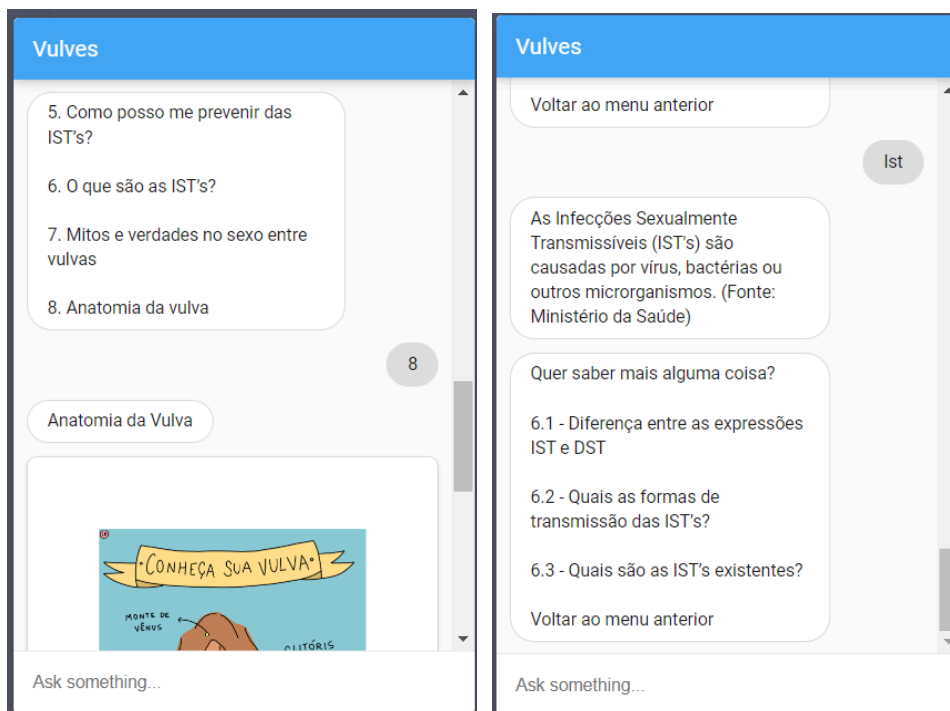 Vulves
5. Como posso me prevenir das
IST's?
6. O que são as IST's?
7. Mitos e verdades no sexo entre
vulvas
8. Anatomia da vulva
8
Anatomia da Vulva
CONHEÇA SUA VULVA
MONTE DE
VÊNUS
CLITÓRIS
Ask something...
Vulves
Voltar ao menu anterior
Ist
As Infecções Sexualmente
Transmissíveis (IST's) são
causadas por vírus, bactérias ou
outros microrganismos. (Fonte:
Ministério da Saúde)
Quer saber mais alguma coisa?
6.1 - Diferença entre as expressões
IST e DST
6.2 - Quais as formas de
transmissão das IST's?
6.3 - Quais são as IST's existentes?
Voltar ao menu anterior
Ask something...